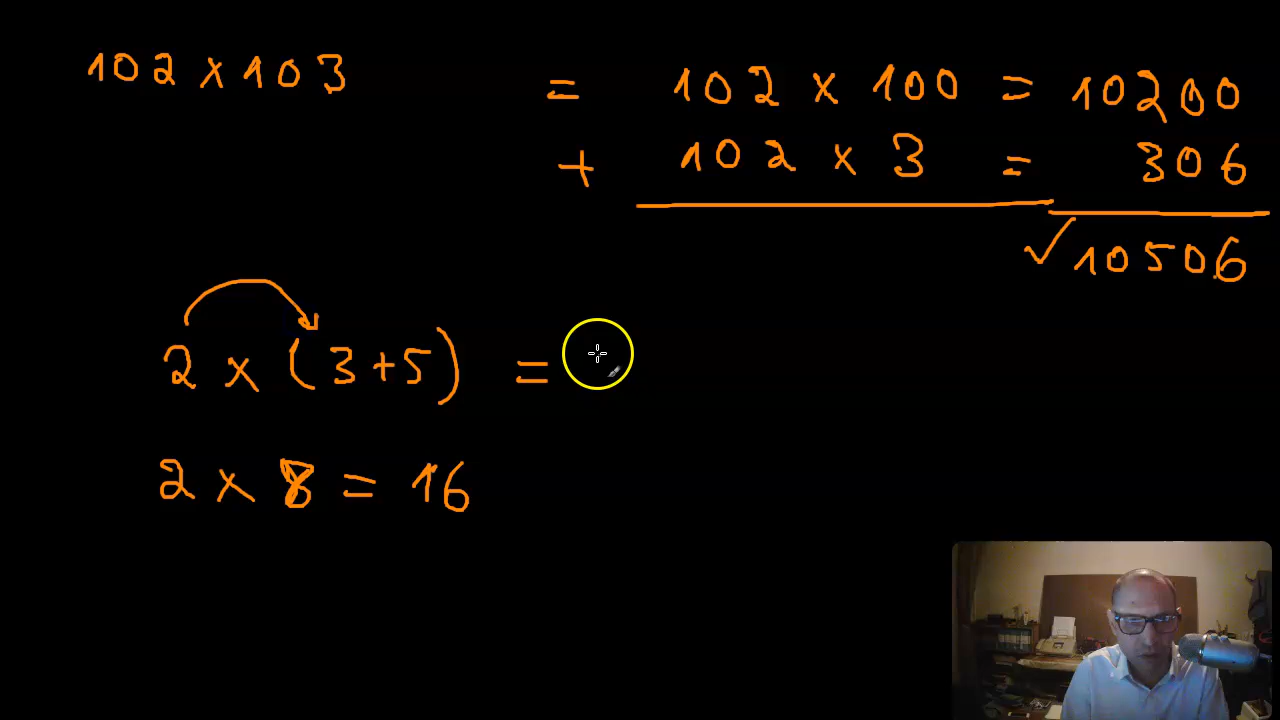 102 x 103 = 102 x 100 = 10200
+ 102 x 3 = 306
√10506
2 x (3+5) =
2 x 8 = 16